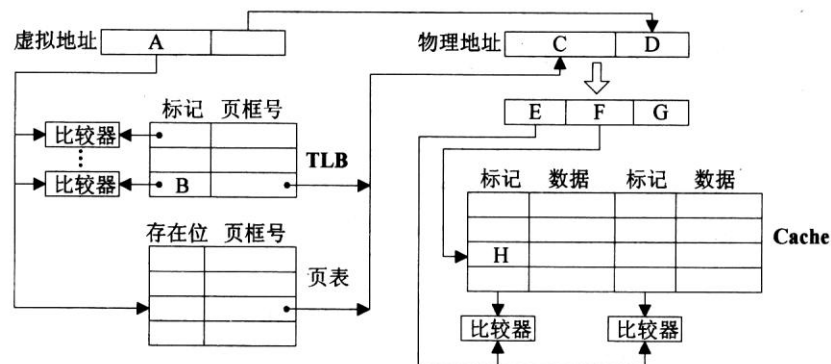 虚拟地址 A
物理地址 C D
E F G
标记 页框号
比较器
比较器 B
TLB
存在位 页框号
页表
标记 数据 标记 数据
H
Cache
比较器 比较器